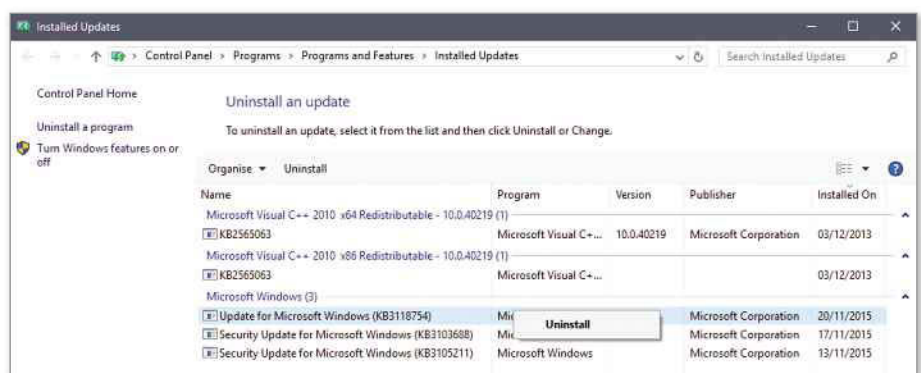 Installed Updates
Control Panel > Programs > Programs and Features > Installed Updates
Search Installed Updates
Control Panel Home
Uninstall a program
Turn Windows features on or
off
Uninstall an update
To uninstall an update, select it from the list and then click Uninstall or Change.
Organise Uninstall
Name Program Version Publisher Installed On
Microsoft Visual C++ 2010 x64 Redistributable - 10.0.40219 (1)
KB2565063 Microsoft Visual C+... 10.0.40219 Microsoft Corporation 03/12/2013
Microsoft Visual C++ 2010 x86 Redistributable - 10.0.40219 (1)
KB2565063 Microsoft Visual C+... 03/12/2013
Microsoft Windows (3)
Update for Microsoft Windows (KB3118754) Mic Microsoft Corporation 20/11/2015
Uninstall
Security Update for Microsoft Windows (KB3103688) Mic Microsoft Corporation 17/11/2015
Security Update for Microsoft Windows (KB3105211) Microsoft Windows Microsoft Corporation 13/11/2015